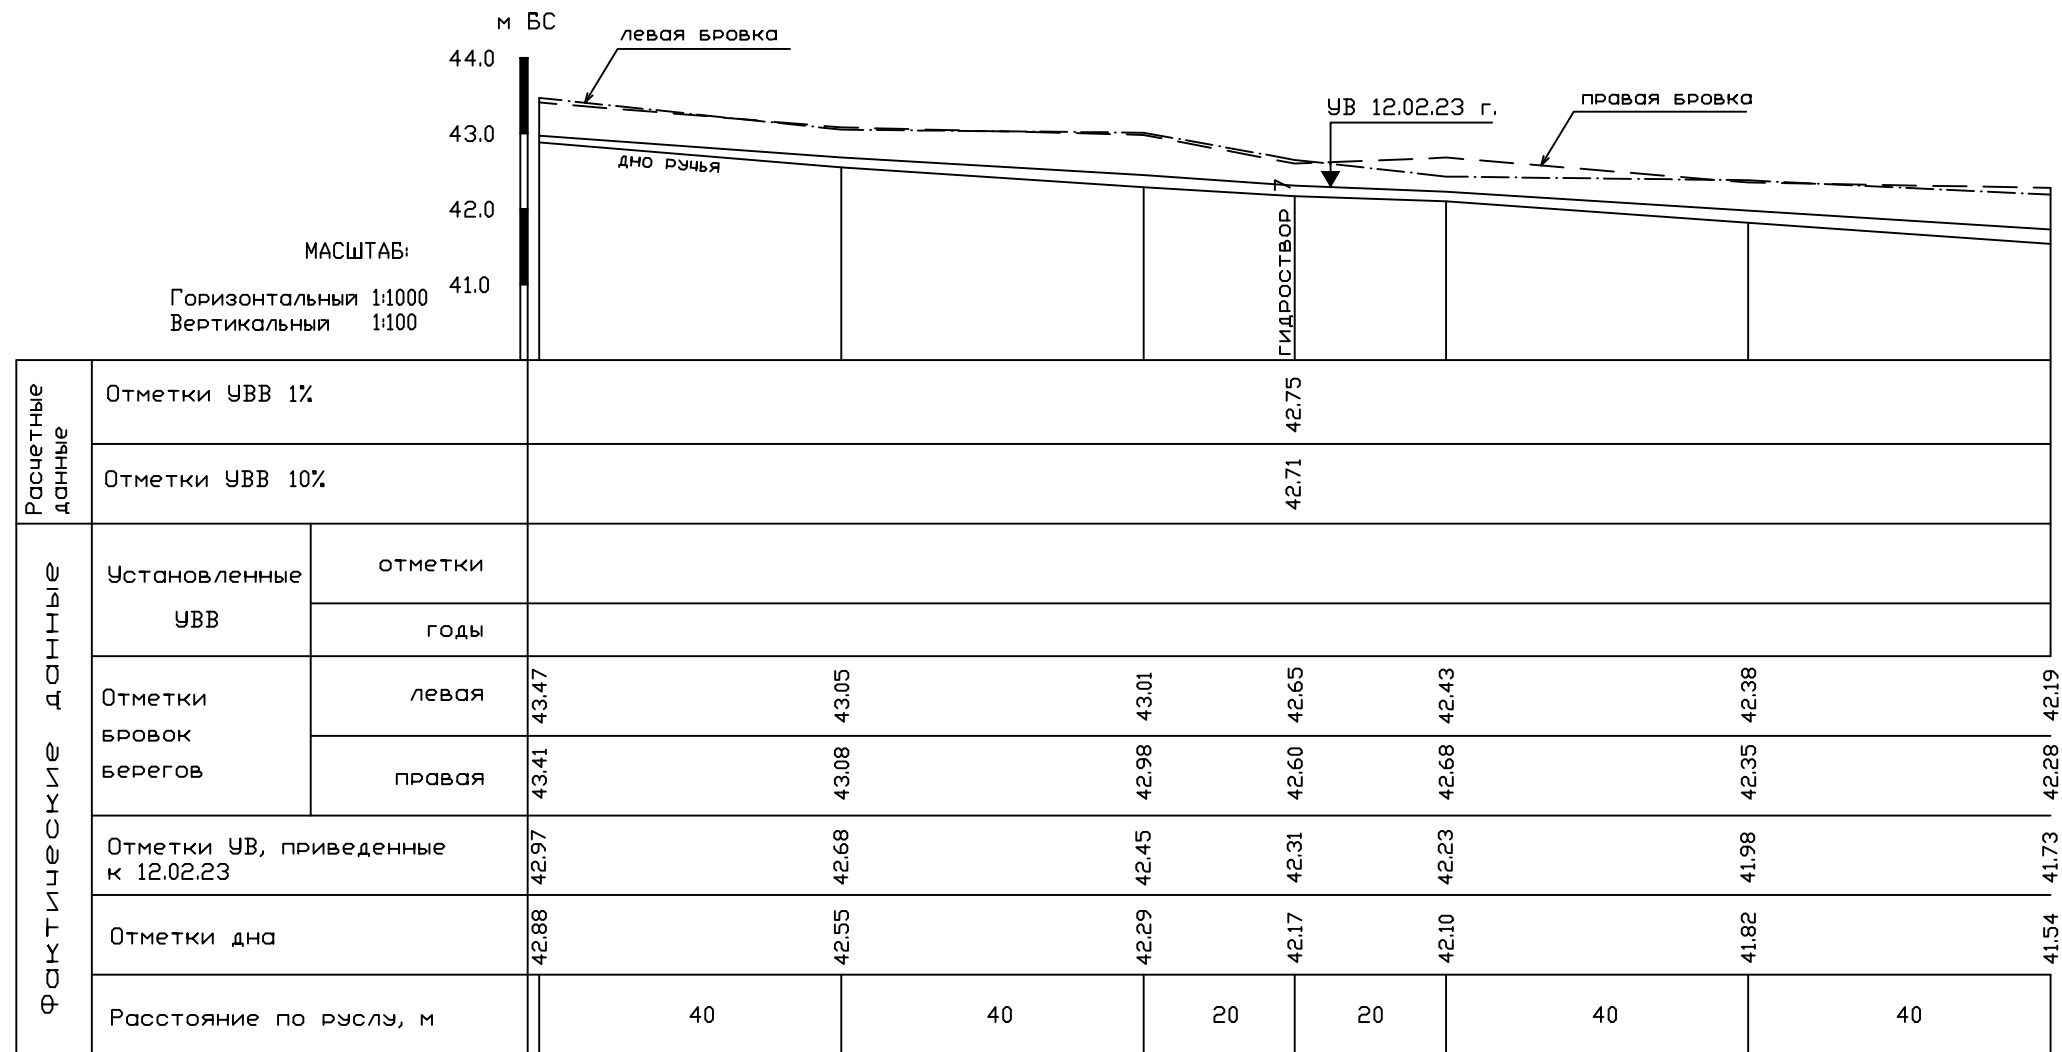 м БС
левая бровка
44.0
правая бровка
УВ 12.02.23 г.
43.0
дно ручья
42.0
МАСШТАБ:
41.0
Горизонтальный 1:1000
Вертикальный 1:100
гидроствор 7
Расчетные
данные
Отметки УВВ 1%
42.75
Отметки УВВ 10%
42.71
Фактические данные
Установленные
УВВ
отметки
годы
Отметки
бровок
берегов
левая
43.47 43.05 43.01 42.65 42.43 42.38 42.19
правая
43.41 43.08 42.98 42.60 42.68 42.35 42.28
Отметки УВ, приведенные
к 12.02.23
42.97 42.68 42.45 42.31 42.23 41.98 41.73
Отметки дна
42.88 42.55 42.29 42.17 42.10 41.82 41.54
Расстояние по руслу, м
40 40 20 20 40 40